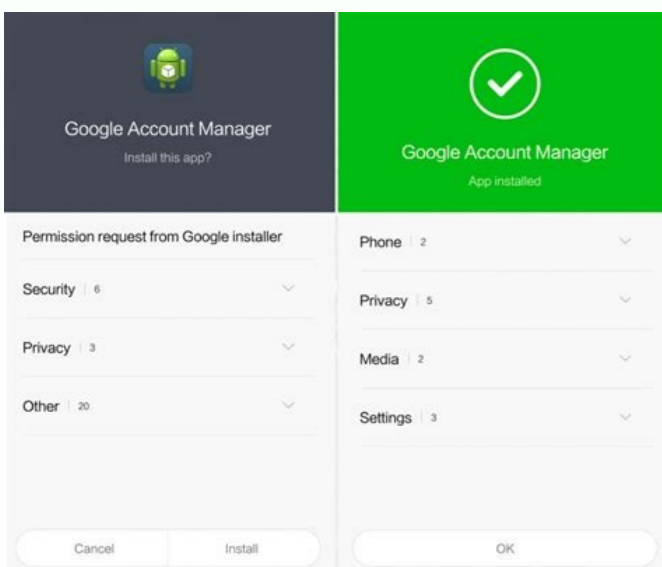 Google Account Manager
Install this app?
Permission request from Google installer
Security | 6
Privacy | 3
Other | 20
Cancel
Install
Google Account Manager
App installed
Phone | 2
Privacy | 5
Media | 2
Settings | 3
OK